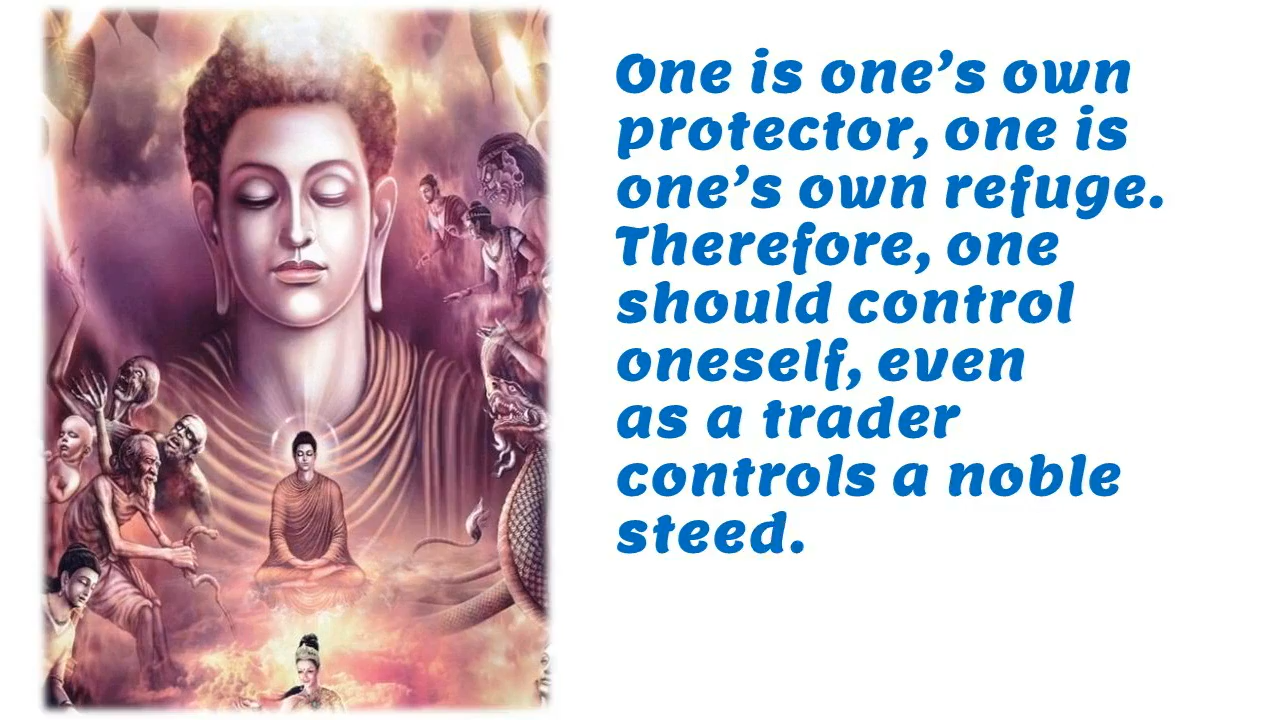 One is one’s own
protector, one is
one’s own refuge.
Therefore, one
should control
oneself, even
as a trader
controls a noble
steed.